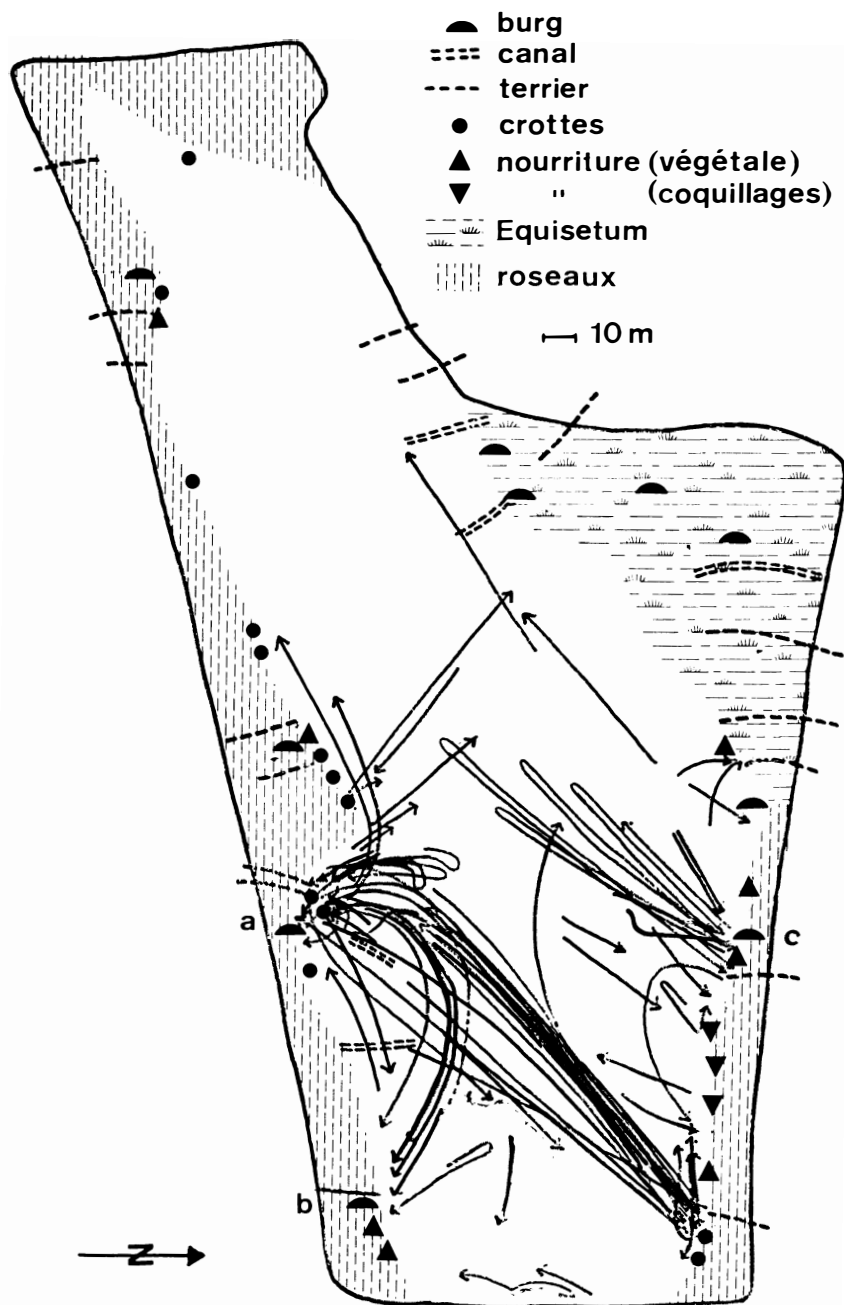 burg
canal
terrier
crottes
nourriture (végétale)
" (coquillages)
Equisetum
roseaux
10 m
a
c
b
N